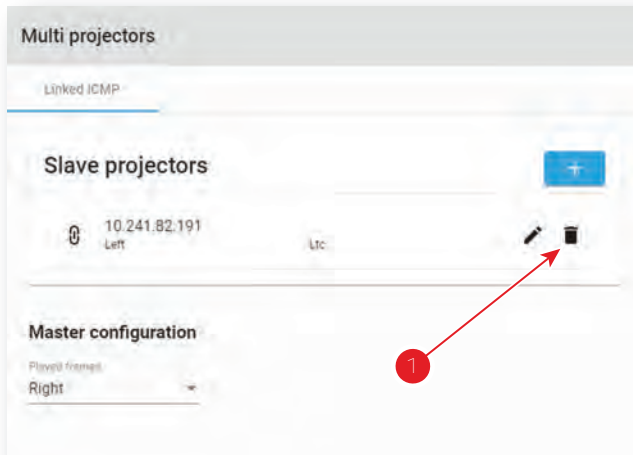 Multi projectors
Linked ICMP
Slave projectors
+
10.241.82.191
Left
Ltc
Master configuration
Played frames
Right
1